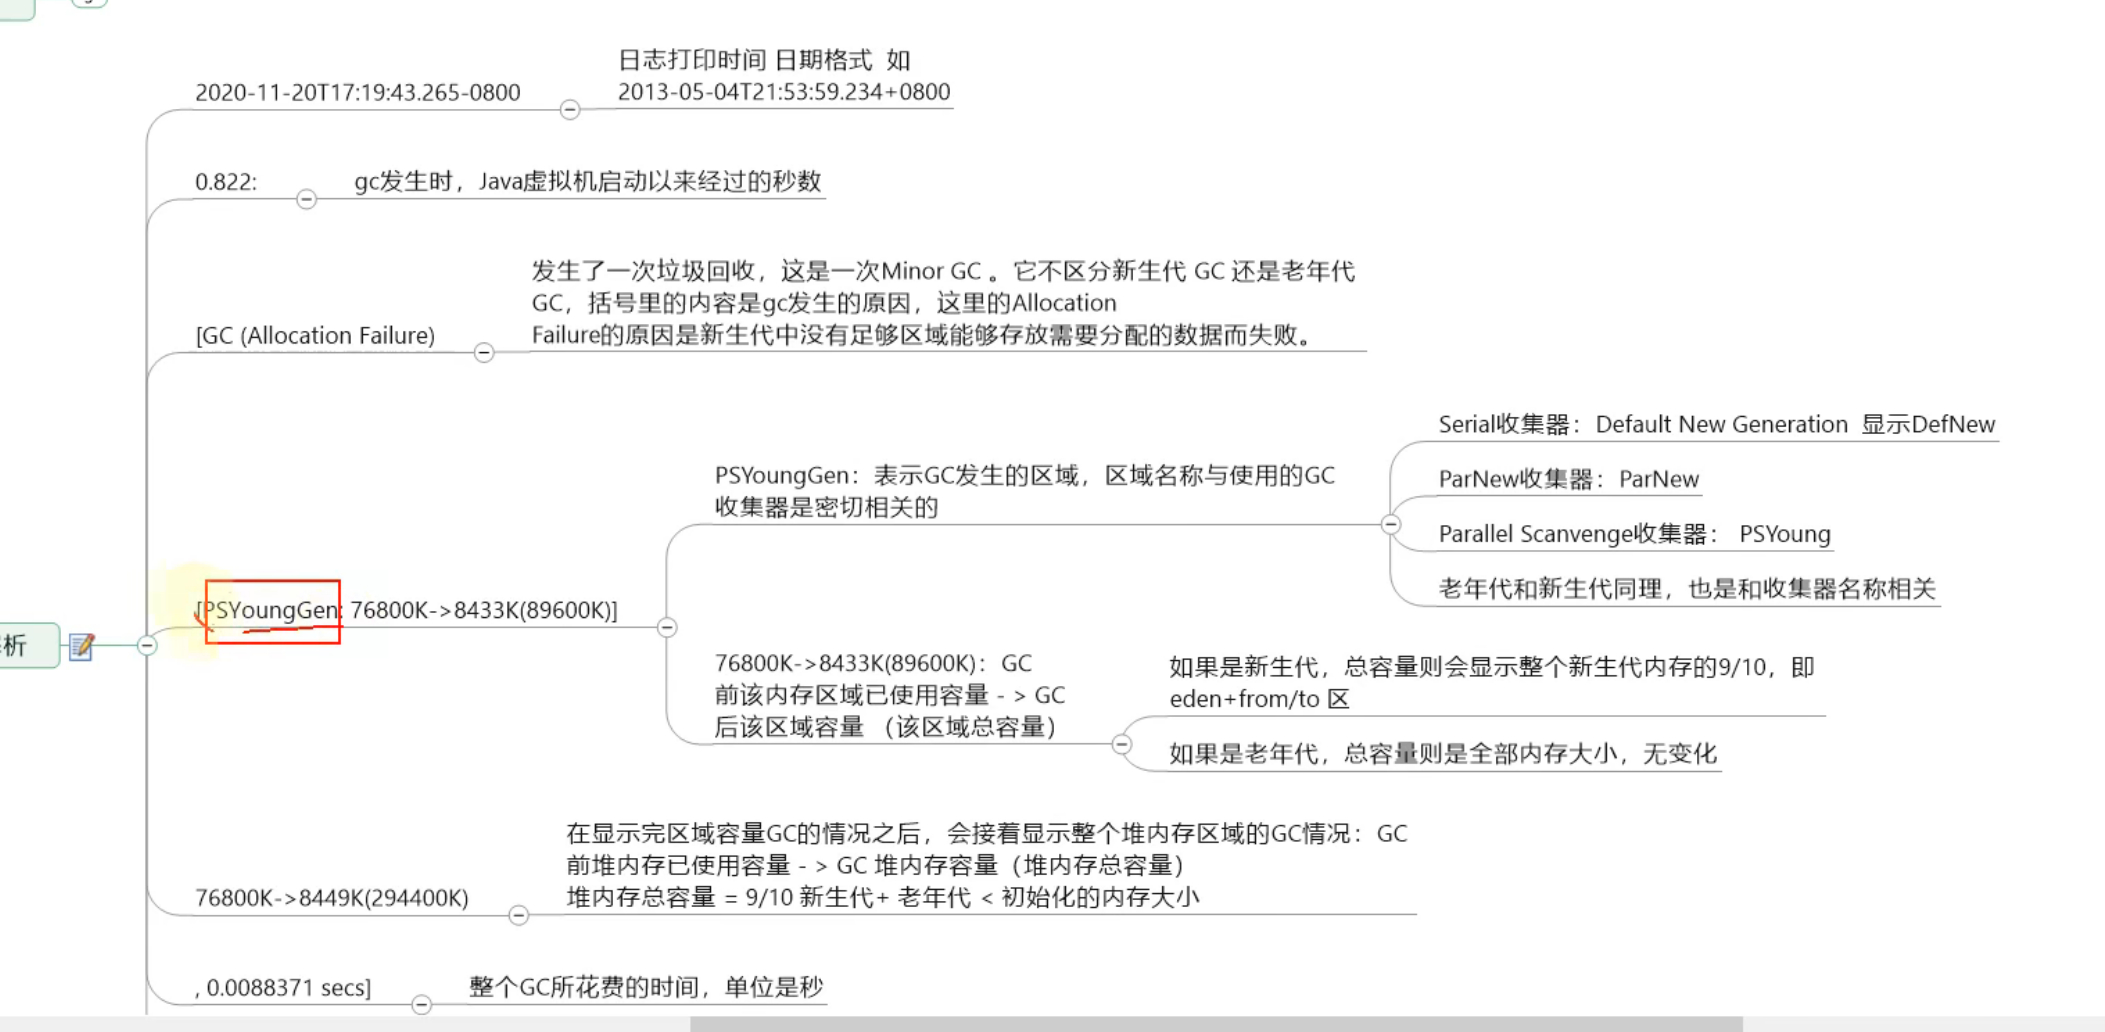 2020-11-20T17:19:43.265-0800
日志打印时间 日期格式 如
2013-05-04T21:53:59.234+0800
0.822:
gc发生时，Java虚拟机启动以来经过的秒数
[GC (Allocation Failure)
发生了一次垃圾回收，这是一次Minor GC 。它不区分新生代 GC 还是老年代
GC，括号里的内容是gc发生的原因，这里的Allocation
Failure的原因是新生代中没有足够区域能够存放需要分配的数据而失败。
[PSYoungGen: 76800K->8433K(89600K)]
PSYoungGen：表示GC发生的区域，区域名称与使用的GC
收集器是密切相关的
Serial收集器：Default New Generation 显示DefNew
ParNew收集器：ParNew
Parallel Scanvenge收集器： PSYoung
老年代和新生代同理，也是和收集器名称相关
76800K->8433K(89600K)：GC
前该内存区域已使用容量 - > GC
后该区域容量 （该区域总容量）
如果是新生代，总容量则会显示整个新生代内存的9/10，即
eden+from/to 区
如果是老年代，总容量则是全部内存大小，无变化
76800K->8449K(294400K)
在显示完区域容量GC的情况之后，会接着显示整个堆内存区域的GC情况：GC
前堆内存已使用容量 - > GC 堆内存容量（堆内存总容量）
堆内存总容量 = 9/10 新生代+ 老年代 < 初始化的内存大小
, 0.0088371 secs]
整个GC所花费的时间，单位是秒
析